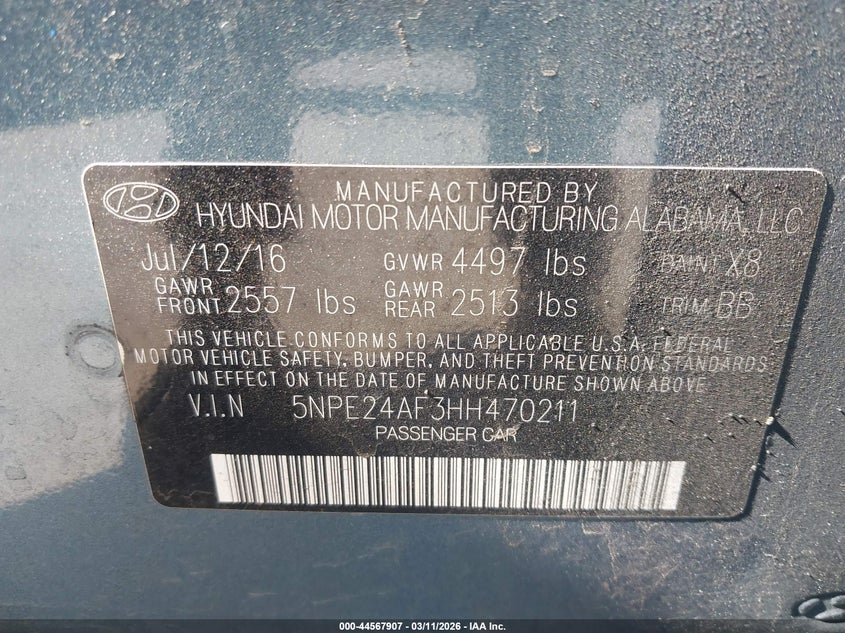 MANUFACTURED BY
HYUNDAI MOTOR MANUFACTURING ALABAMA, LLC
Jul/12/16 GVWR 4497 lbs PAINT X8
GAWR FRONT 2557 lbs GAWR REAR 2513 lbs TRIM BB
THIS VEHICLE CONFORMS TO ALL APPLICABLE U.S.A. FEDERAL
MOTOR VEHICLE SAFETY, BUMPER, AND THEFT PREVENTION STANDARDS
IN EFFECT ON THE DATE OF MANUFACTURE SHOWN ABOVE.
V.I.N 5NPE24AF3HH470211
PASSENGER CAR
000-44567907 - 03/11/2026 - IAA Inc.